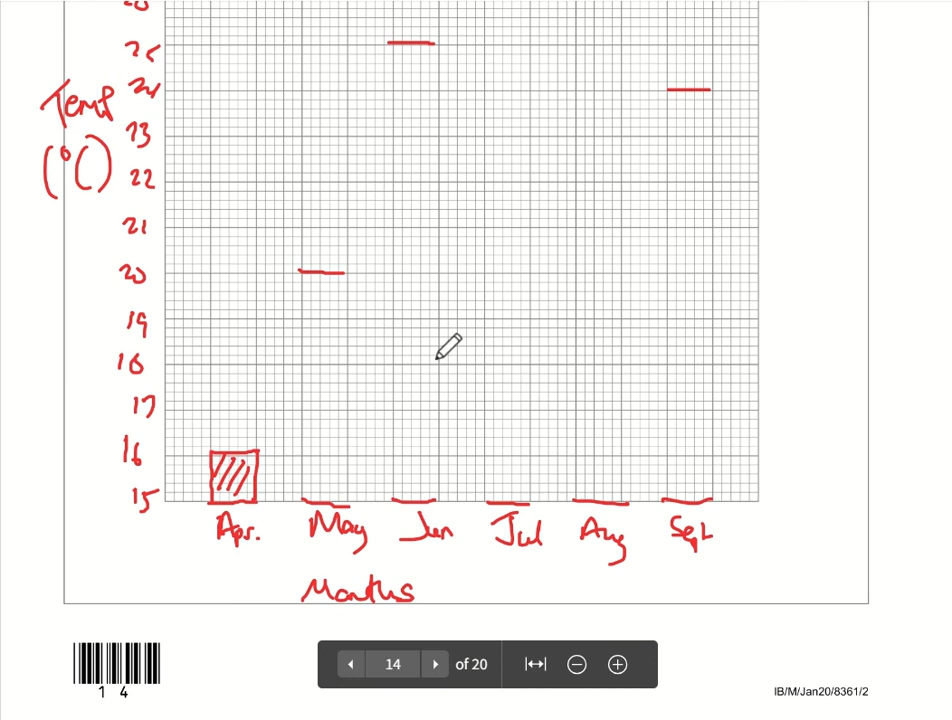 25
24
Temp
(°C)
23
22
21
20
19
18
17
16
15
Apr. May Jun Jul Aug Sept
Months
14 of 20
1 4
IB/M/Jan20/8361/2